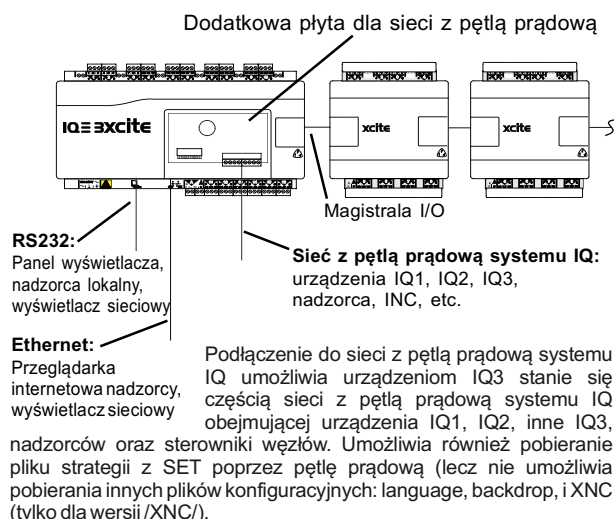 Dodatkowa płyta dla sieci z pętlą prądową
IQ3 3xcite
xcite
xcite
Magistrala I/O
RS232:
Panel wyświetlacza,
nadzorca lokalny,
wyświetlacz sieciowy
Sieć z pętlą prądową systemu IQ:
urządzenia IQ1, IQ2, IQ3,
nadzorca, INC, etc.
Ethernet:
Przeglądarka
internetowa nadzorcy,
wyświetlacz sieciowy
Podłączenie do sieci z pętlą prądową systemu
IQ umożliwia urządzeniom IQ3 stanie się
częścią sieci z pętlą prądową systemu IQ
obejmującej urządzenia IQ1, IQ2, inne IQ3,
nadzorców oraz sterowniki węzłów. Umożliwia również pobieranie
pliku strategii z SET poprzez pętlę prądową (lecz nie umożliwia
pobierania innych plików konfiguracyjnych: language, backdrop, i XNC
(tylko dla wersji /XNC/).